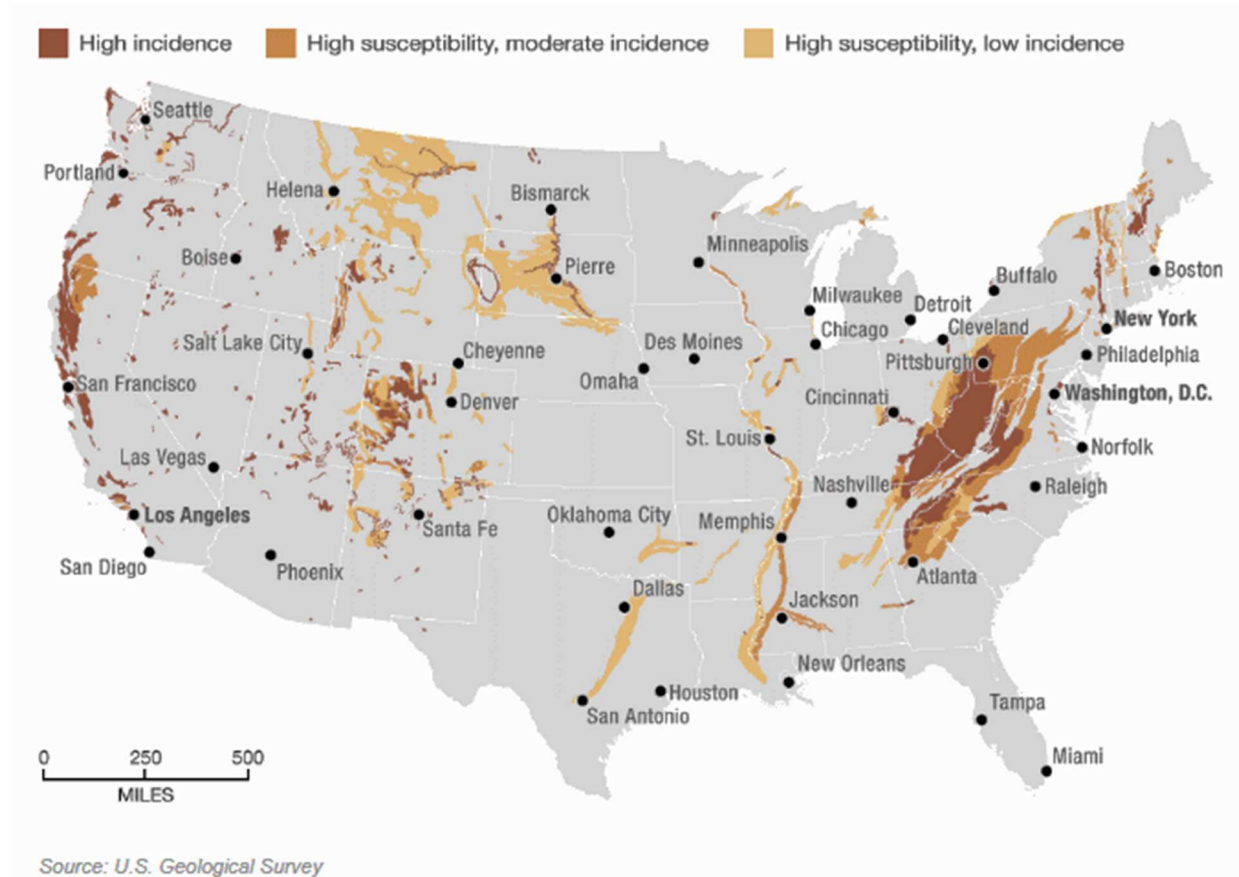 High incidence
High susceptibility, moderate incidence
High susceptibility, low incidence
Seattle
Portland
Helena
Bismarck
Minneapolis
Boise
Pierre
Buffalo
Boston
Milwaukee
Detroit
New York
Chicago
Cleveland
Salt Lake City
Cheyenne
Des Moines
Pittsburgh
Philadelphia
San Francisco
Omaha
Denver
Cincinnati
Washington, D.C.
St. Louis
Norfolk
Las Vegas
Nashville
Raleigh
Los Angeles
Santa Fe
Oklahoma City
Memphis
San Diego
Phoenix
Atlanta
Dallas
Jackson
New Orleans
Houston
San Antonio
Tampa
Miami
0
250
500
MILES
Source: U.S. Geological Survey